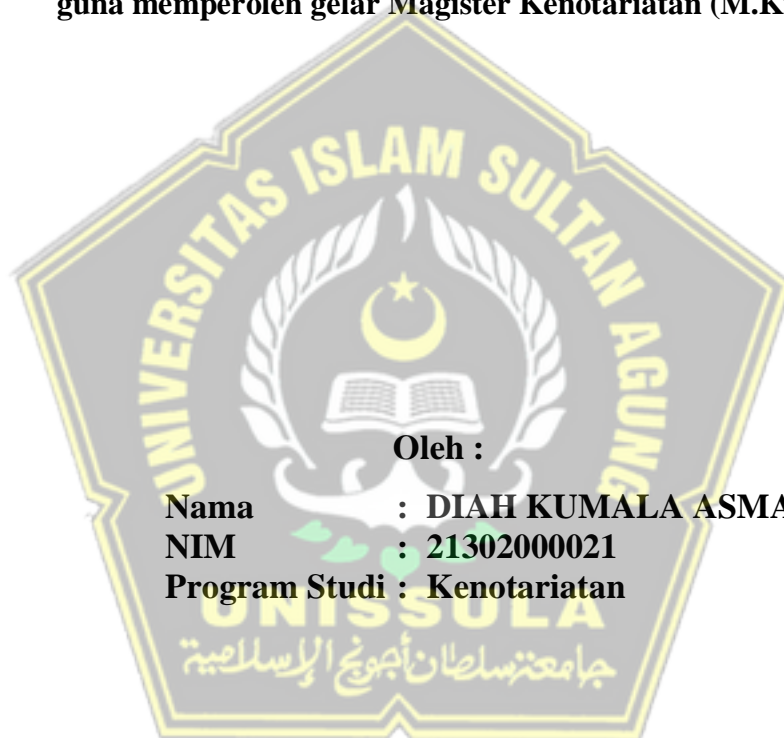 guna memperoleh gelar Magister Kenotariatan (M.K
UNIVERSITAS ISLAM SULTAN AGUNG
Oleh :
Nama : DIAH KUMALA ASMA
NIM : 21302000021
Program Studi : Kenotariatan
UNISSULA
جامعة سلطان أجونج الإسلامية